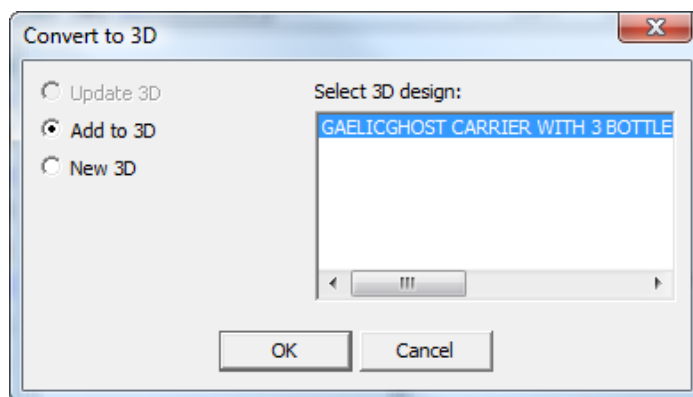 Convert to 3D
Update 3D
Add to 3D
New 3D
Select 3D design:
GAELICGHOST CARRIER WITH 3 BOTTLE
OK
Cancel